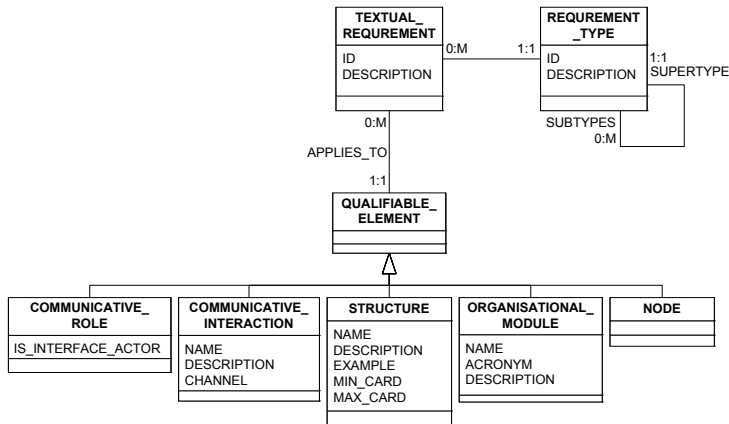 TEXTUAL_
REQUREMENT
ID
DESCRIPTION
0:M
1:1
REQUREMENT
_TYPE
ID
DESCRIPTION
1:1
SUPERTYPE
SUBTYPES
0:M
0:M
APPLIES_TO
1:1
QUALIFIABLE_
ELEMENT
COMMUNICATIVE_
ROLE
IS_INTERFACE_ACTOR
COMMUNICATIVE_
INTERACTION
NAME
DESCRIPTION
CHANNEL
STRUCTURE
NAME
DESCRIPTION
EXAMPLE
MIN_CARD
MAX_CARD
ORGANISATIONAL_
MODULE
NAME
ACRONYM
DESCRIPTION
NODE